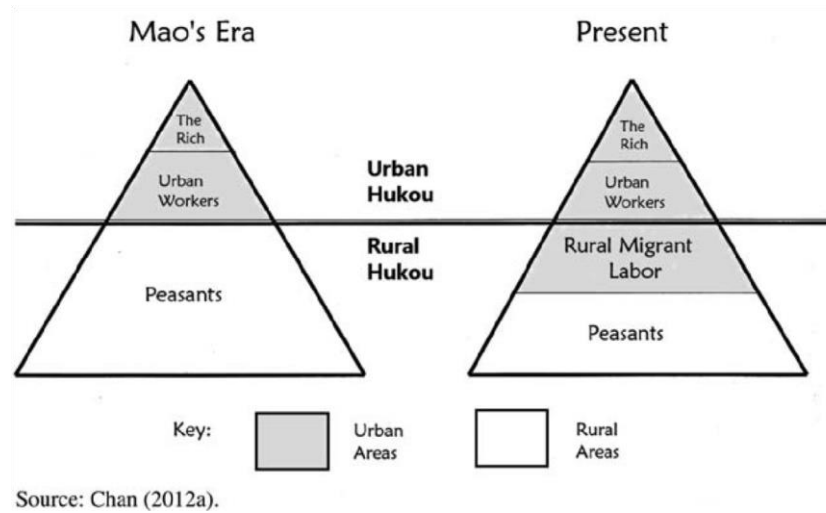 Mao's Era
Present
The
Rich
Urban
Workers
Peasants
Urban
Hukou
Rural
Hukou
The
Rich
Urban
Workers
Rural Migrant
Labor
Peasants
Key:
Urban
Areas
Rural
Areas
Source: Chan (2012a).